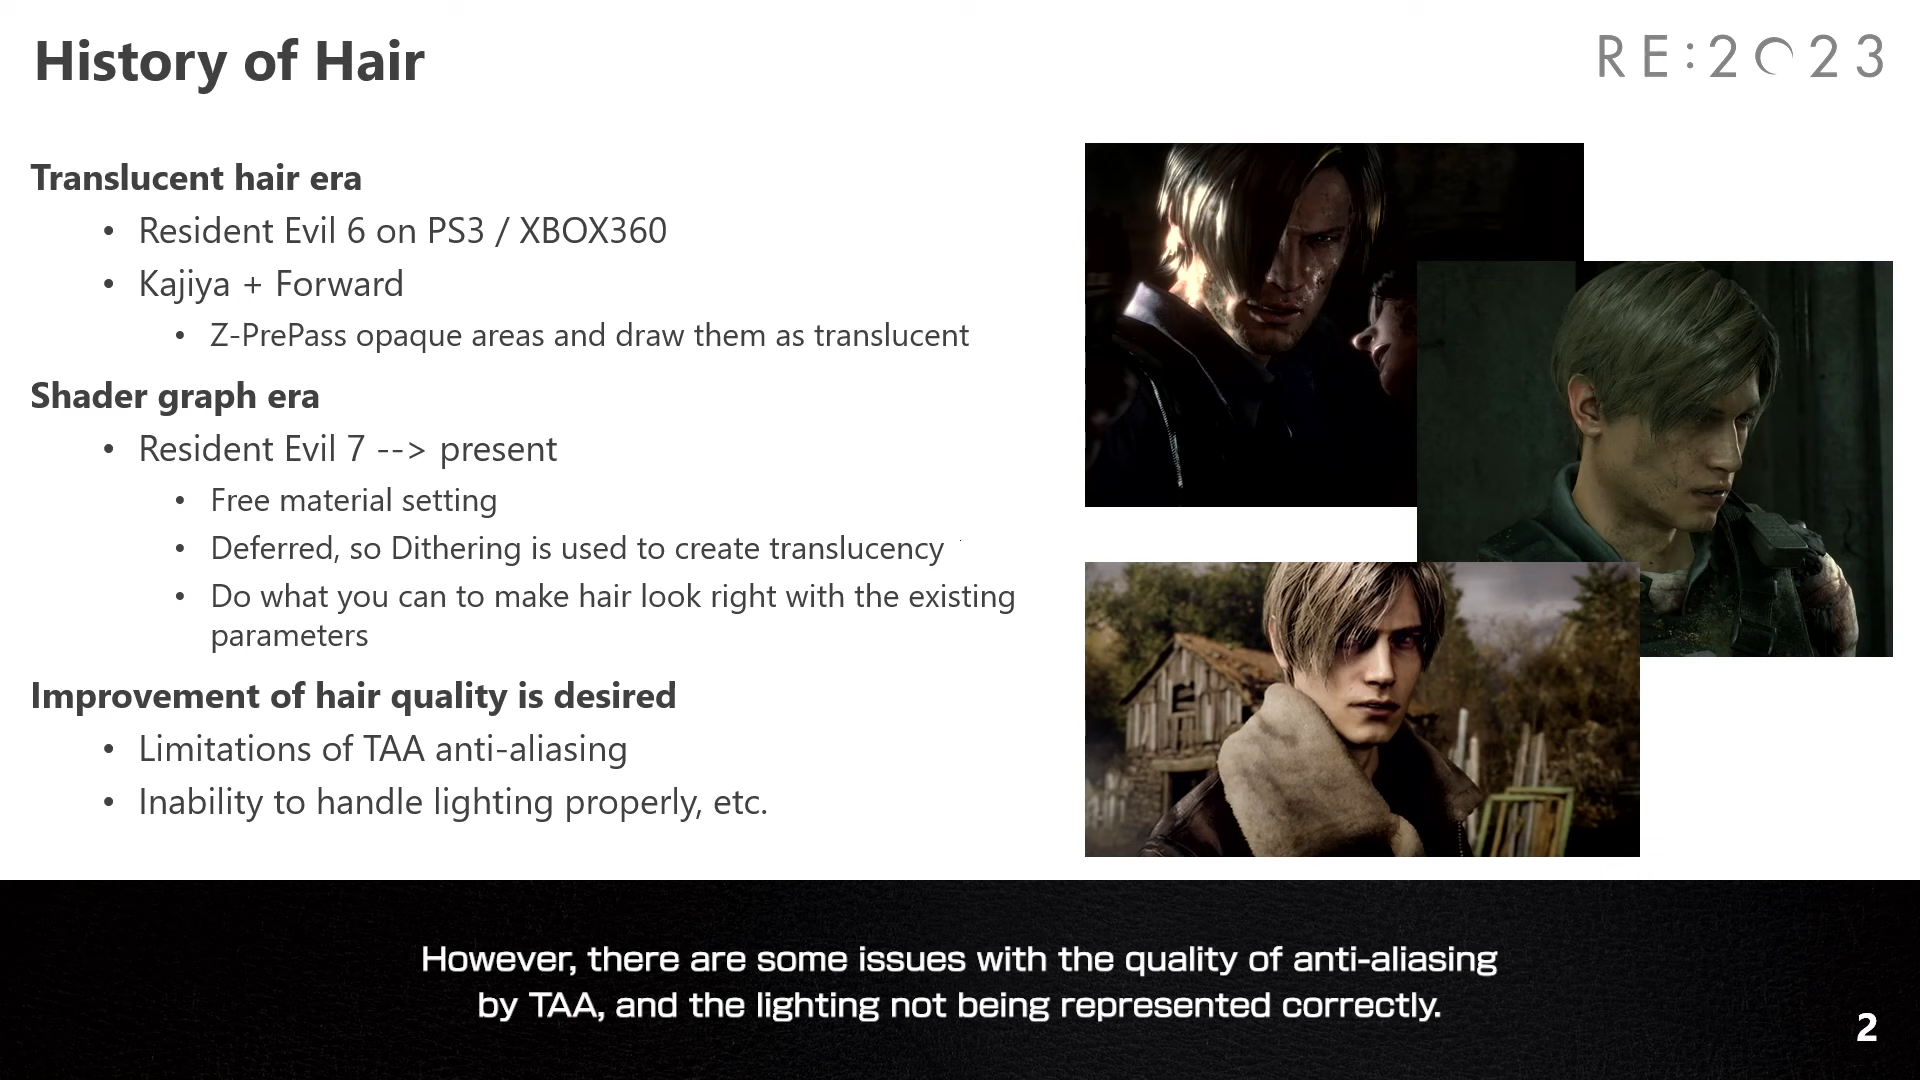 History of Hair
RE:2023
Translucent hair era
• Resident Evil 6 on PS3 / XBOX360
• Kajiya + Forward
• Z-PrePass opaque areas and draw them as translucent
Shader graph era
• Resident Evil 7 --> present
• Free material setting
• Deferred, so Dithering is used to create translucency
• Do what you can to make hair look right with the existing
parameters
Improvement of hair quality is desired
• Limitations of TAA anti-aliasing
• Inability to handle lighting properly, etc.
However, there are some issues with the quality of anti-aliasing
by TAA, and the lighting not being represented correctly.
2